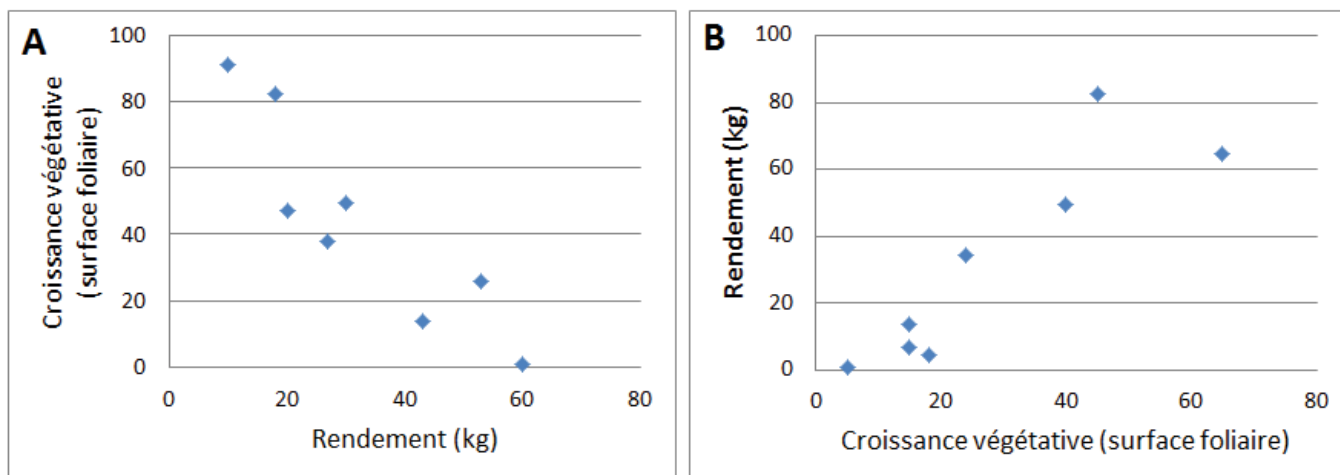 A
Croissance végétative
(surface foliaire)
100
80
60
40
20
0
0 20 40 60 80
Rendement (kg)
B
Rendement (kg)
100
80
60
40
20
0
0 20 40 60 80
Croissance végétative (surface foliaire)